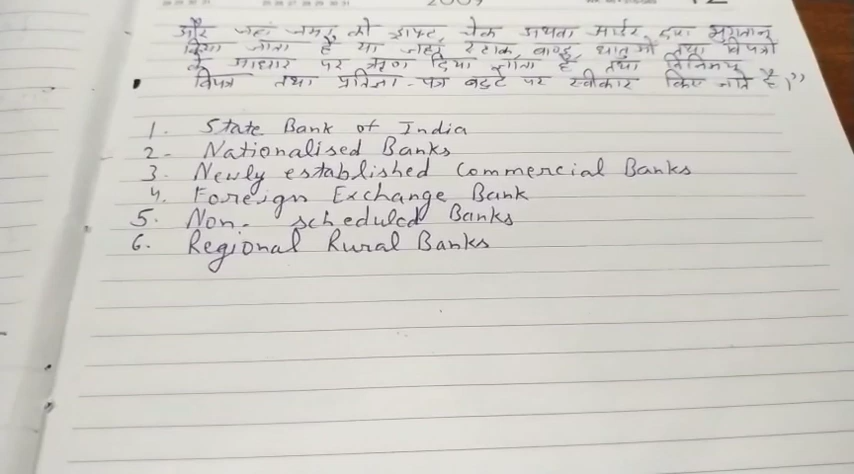 और जहां जमा को ड्राफ्ट, चेक अथवा आर्डर द्वारा भुगतान
किया जाता है या जहां स्टाक, बाण्ड, धातुओं तथा विपत्रों
के आधार पर ऋण दिया जाता है तथा विनिमय
विपत्र तथा प्रतिज्ञा-पत्र बट्टे पर स्वीकार किए जाते है।"
1. State Bank of India
2- Nationalised Banks
3. Newly established Commercial Banks
4. Foreign Exchange Bank
5. Non-scheduled Banks
6. Regional Rural Banks